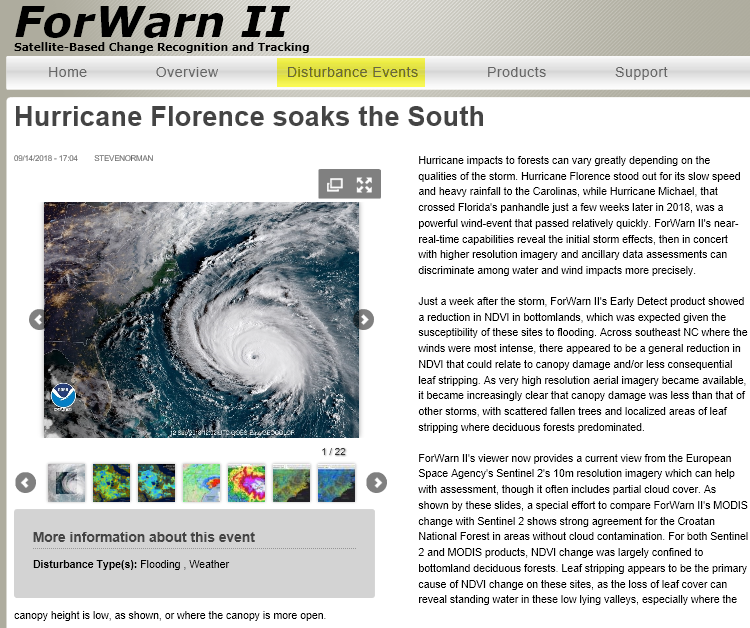 ForWarn II
Satellite-Based Change Recognition and Tracking
Home Overview Disturbance Events Products Support
Hurricane Florence soaks the South
09/14/2018 - 17:04 STEVENORMAN
1 / 22
More information about this event
Disturbance Type(s): Flooding , Weather
Hurricane impacts to forests can vary greatly depending on the
qualities of the storm. Hurricane Florence stood out for its slow speed
and heavy rainfall to the Carolinas, while Hurricane Michael, that
crossed Florida's panhandle just a few weeks later in 2018, was a
powerful wind-event that passed relatively quickly. ForWarn II's near-
real-time capabilities reveal the initial storm effects, then in concert
with higher resolution imagery and ancillary data assessments can
discriminate among water and wind impacts more precisely.
Just a week after the storm, ForWarn II's Early Detect product showed
a reduction in NDVI in bottomlands, which was expected given the
susceptibility of these sites to flooding. Across southeast NC where the
winds were most intense, there appeared to be a general reduction in
NDVI that could relate to canopy damage and/or less consequential
leaf stripping. As very high resolution aerial imagery became available,
it became increasingly clear that canopy damage was less than that of
other storms, with scattered fallen trees and localized areas of leaf
stripping where deciduous forests predominated.
ForWarn II's viewer now provides a current view from the European
Space Agency's Sentinel 2's 10m resolution imagery which can help
with assessment, though it often includes partial cloud cover. As
shown by these slides, a special effort to compare ForWarn II's MODIS
change with Sentinel 2 shows strong agreement for the Croatan
National Forest in areas without cloud contamination. For both Sentinel
2 and MODIS products, NDVI change was largely confined to
bottomland deciduous forests. Leaf stripping appears to be the primary
cause of NDVI change on these sites, as the loss of leaf cover can
reveal standing water in these low lying valleys, especially where the
canopy height is low, as shown, or where the canopy is more open.